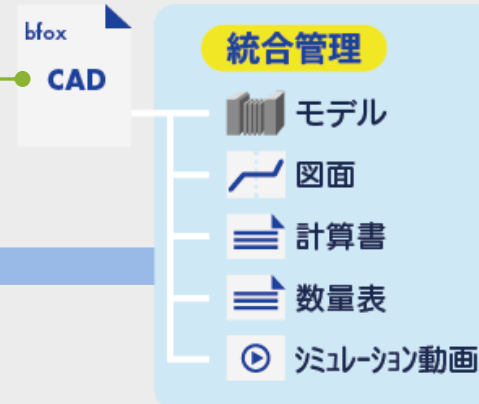 bfox
CAD
統合管理
モデル
図面
計算書
数量表
シミュレーション動画